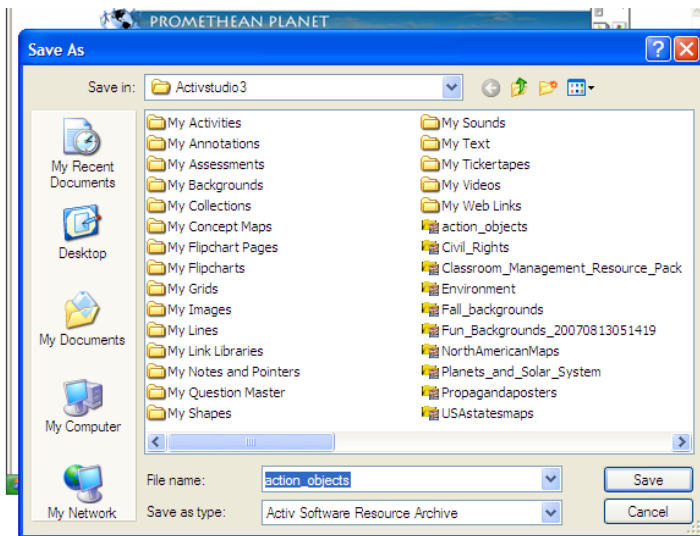 PROMETHEAN PLANET
Save As
Save in:
Activstudio3
My Recent
Documents
Desktop
My Documents
My Computer
My Network
My Activities
My Annotations
My Assessments
My Backgrounds
My Collections
My Concept Maps
My Flipchart Pages
My Flipcharts
My Grids
My Images
My Lines
My Link Libraries
My Notes and Pointers
My Question Master
My Shapes
My Sounds
My Text
My Tickertapes
My Videos
My Web Links
action_objects
Civil_Rights
Classroom_Management_Resource_Pack
Environment
Fall_backgrounds
Fun_Backgrounds_20070813051419
NorthAmericanMaps
Planets_and_Solar_System
Propagandaposters
USAstatesmaps
File name:
action_objects
Save
Save as type:
Activ Software Resource Archive
Cancel